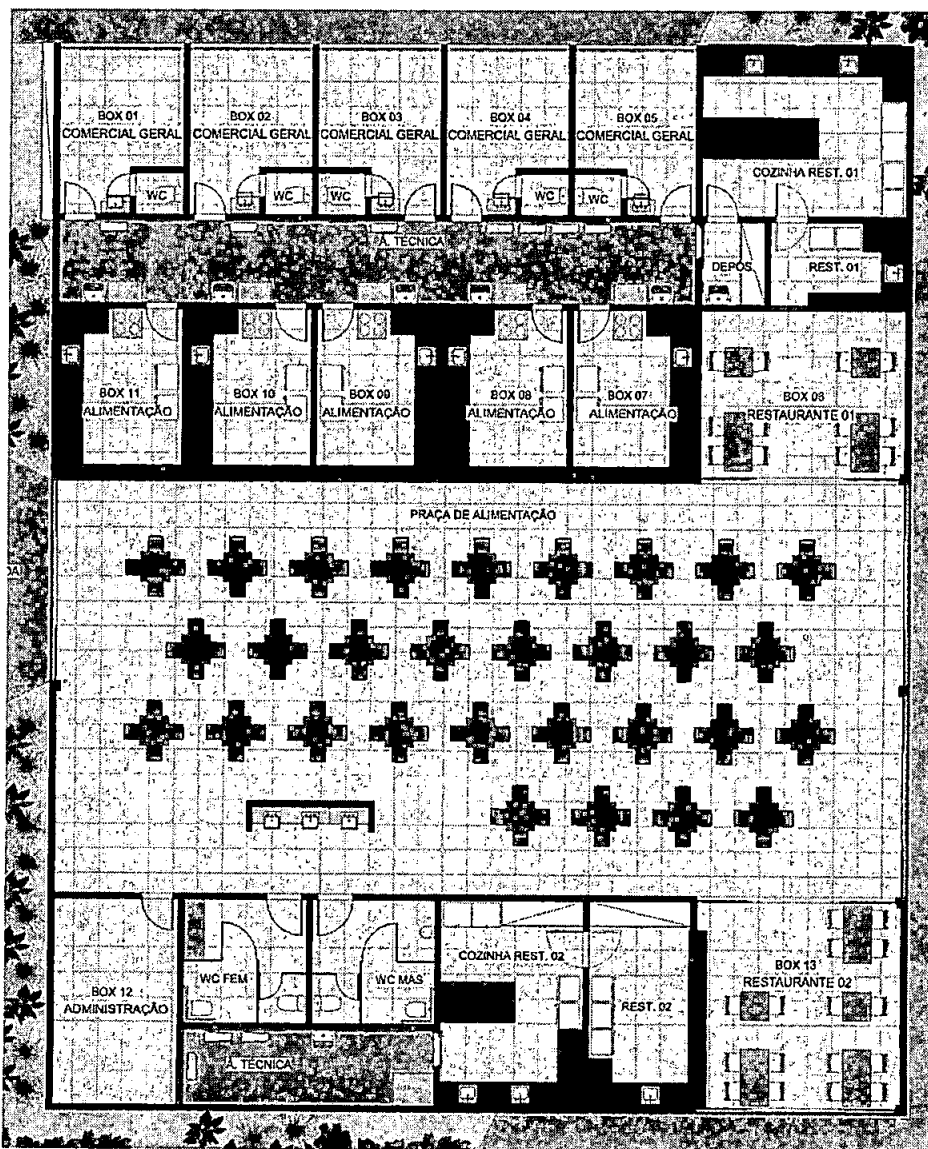 BOX 01
COMERCIAL GERAL
BOX 02
COMERCIAL GERAL
BOX 03
COMERCIAL GERAL
BOX 04
COMERCIAL GERAL
BOX 05
COMERCIAL GERAL
COZINHA REST. 01
WC
WC
WC
WC
WC
Á. TÉCNICA
DEPÓS.
REST. 01
BOX 11
ALIMENTAÇÃO
BOX 10
ALIMENTAÇÃO
BOX 09
ALIMENTAÇÃO
BOX 08
ALIMENTAÇÃO
BOX 07
ALIMENTAÇÃO
BOX 06
RESTAURANTE 01
PRAÇA DE ALIMENTAÇÃO
DA
BOX 12
ADMINISTRAÇÃO
WC FEM
WC MAS
COZINHA REST. 02
REST. 02
BOX 13
RESTAURANTE 02
Á. TÉCNICA